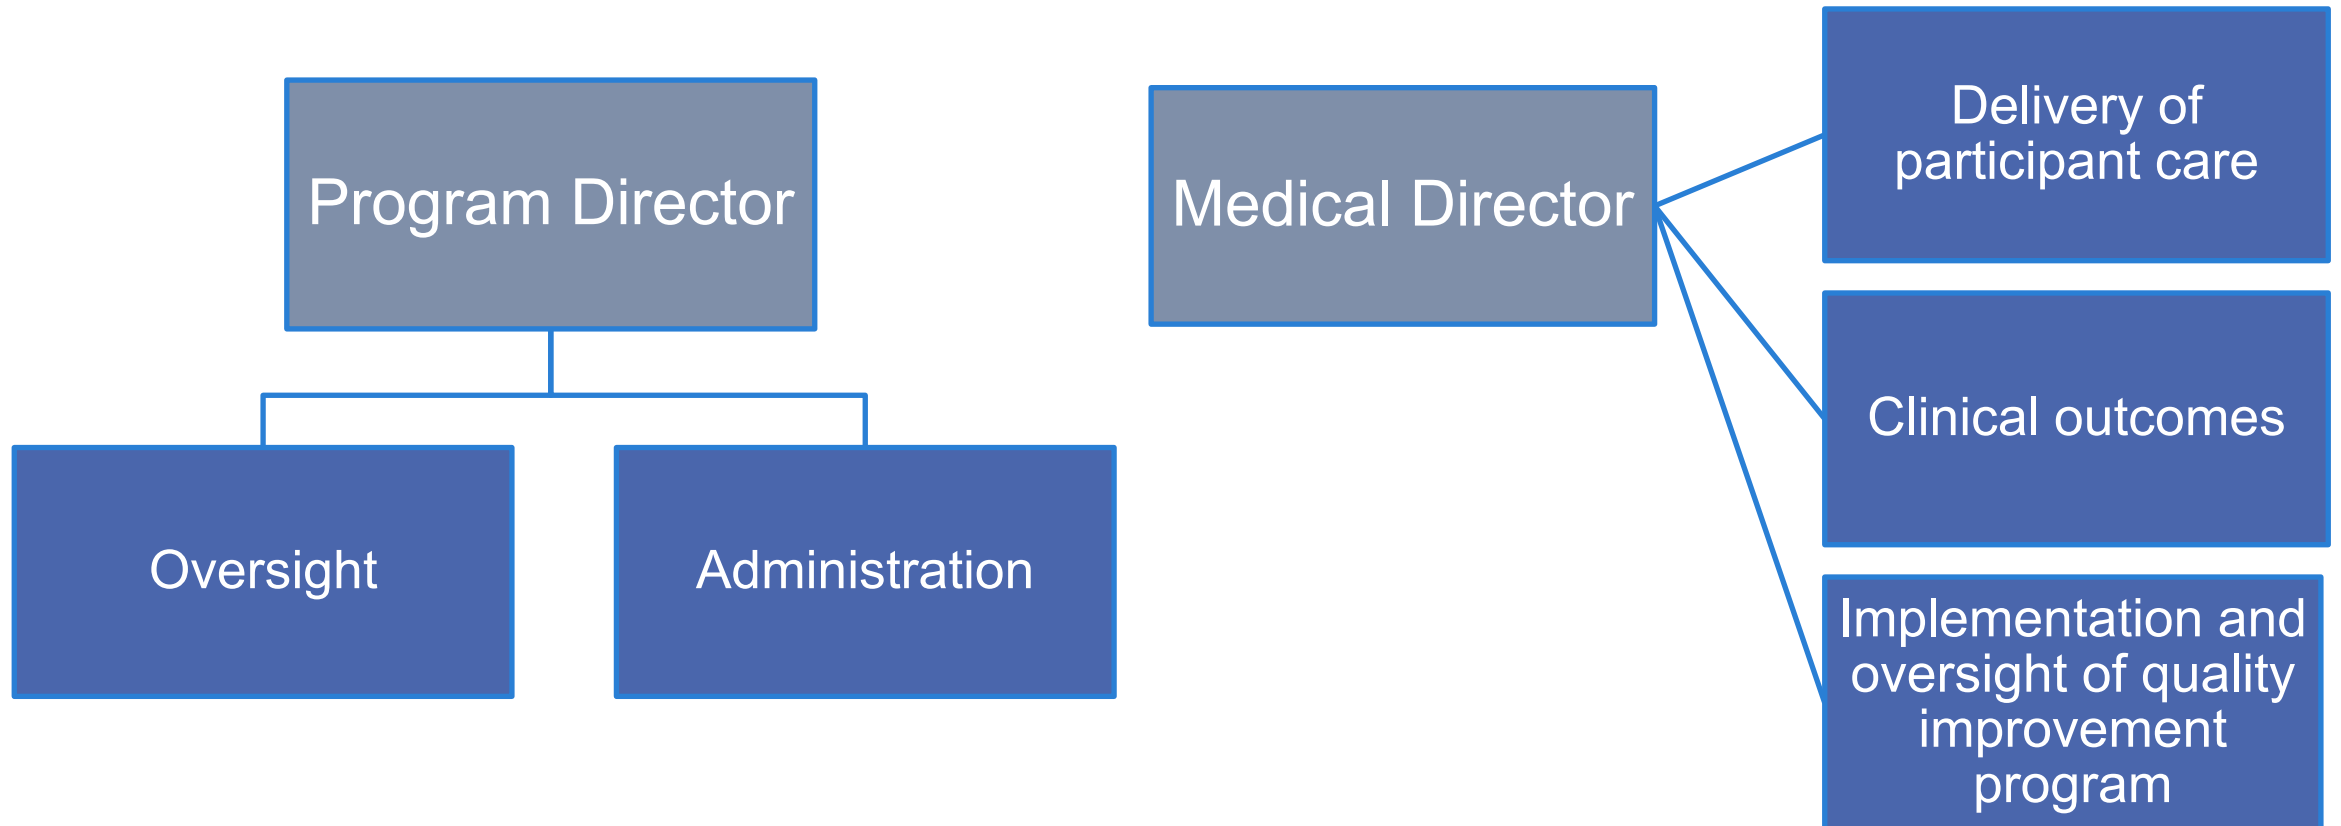 Program Director
Oversight
Administration
Medical Director
Delivery of
participant care
Clinical outcomes
Implementation and
oversight of quality
improvement
program